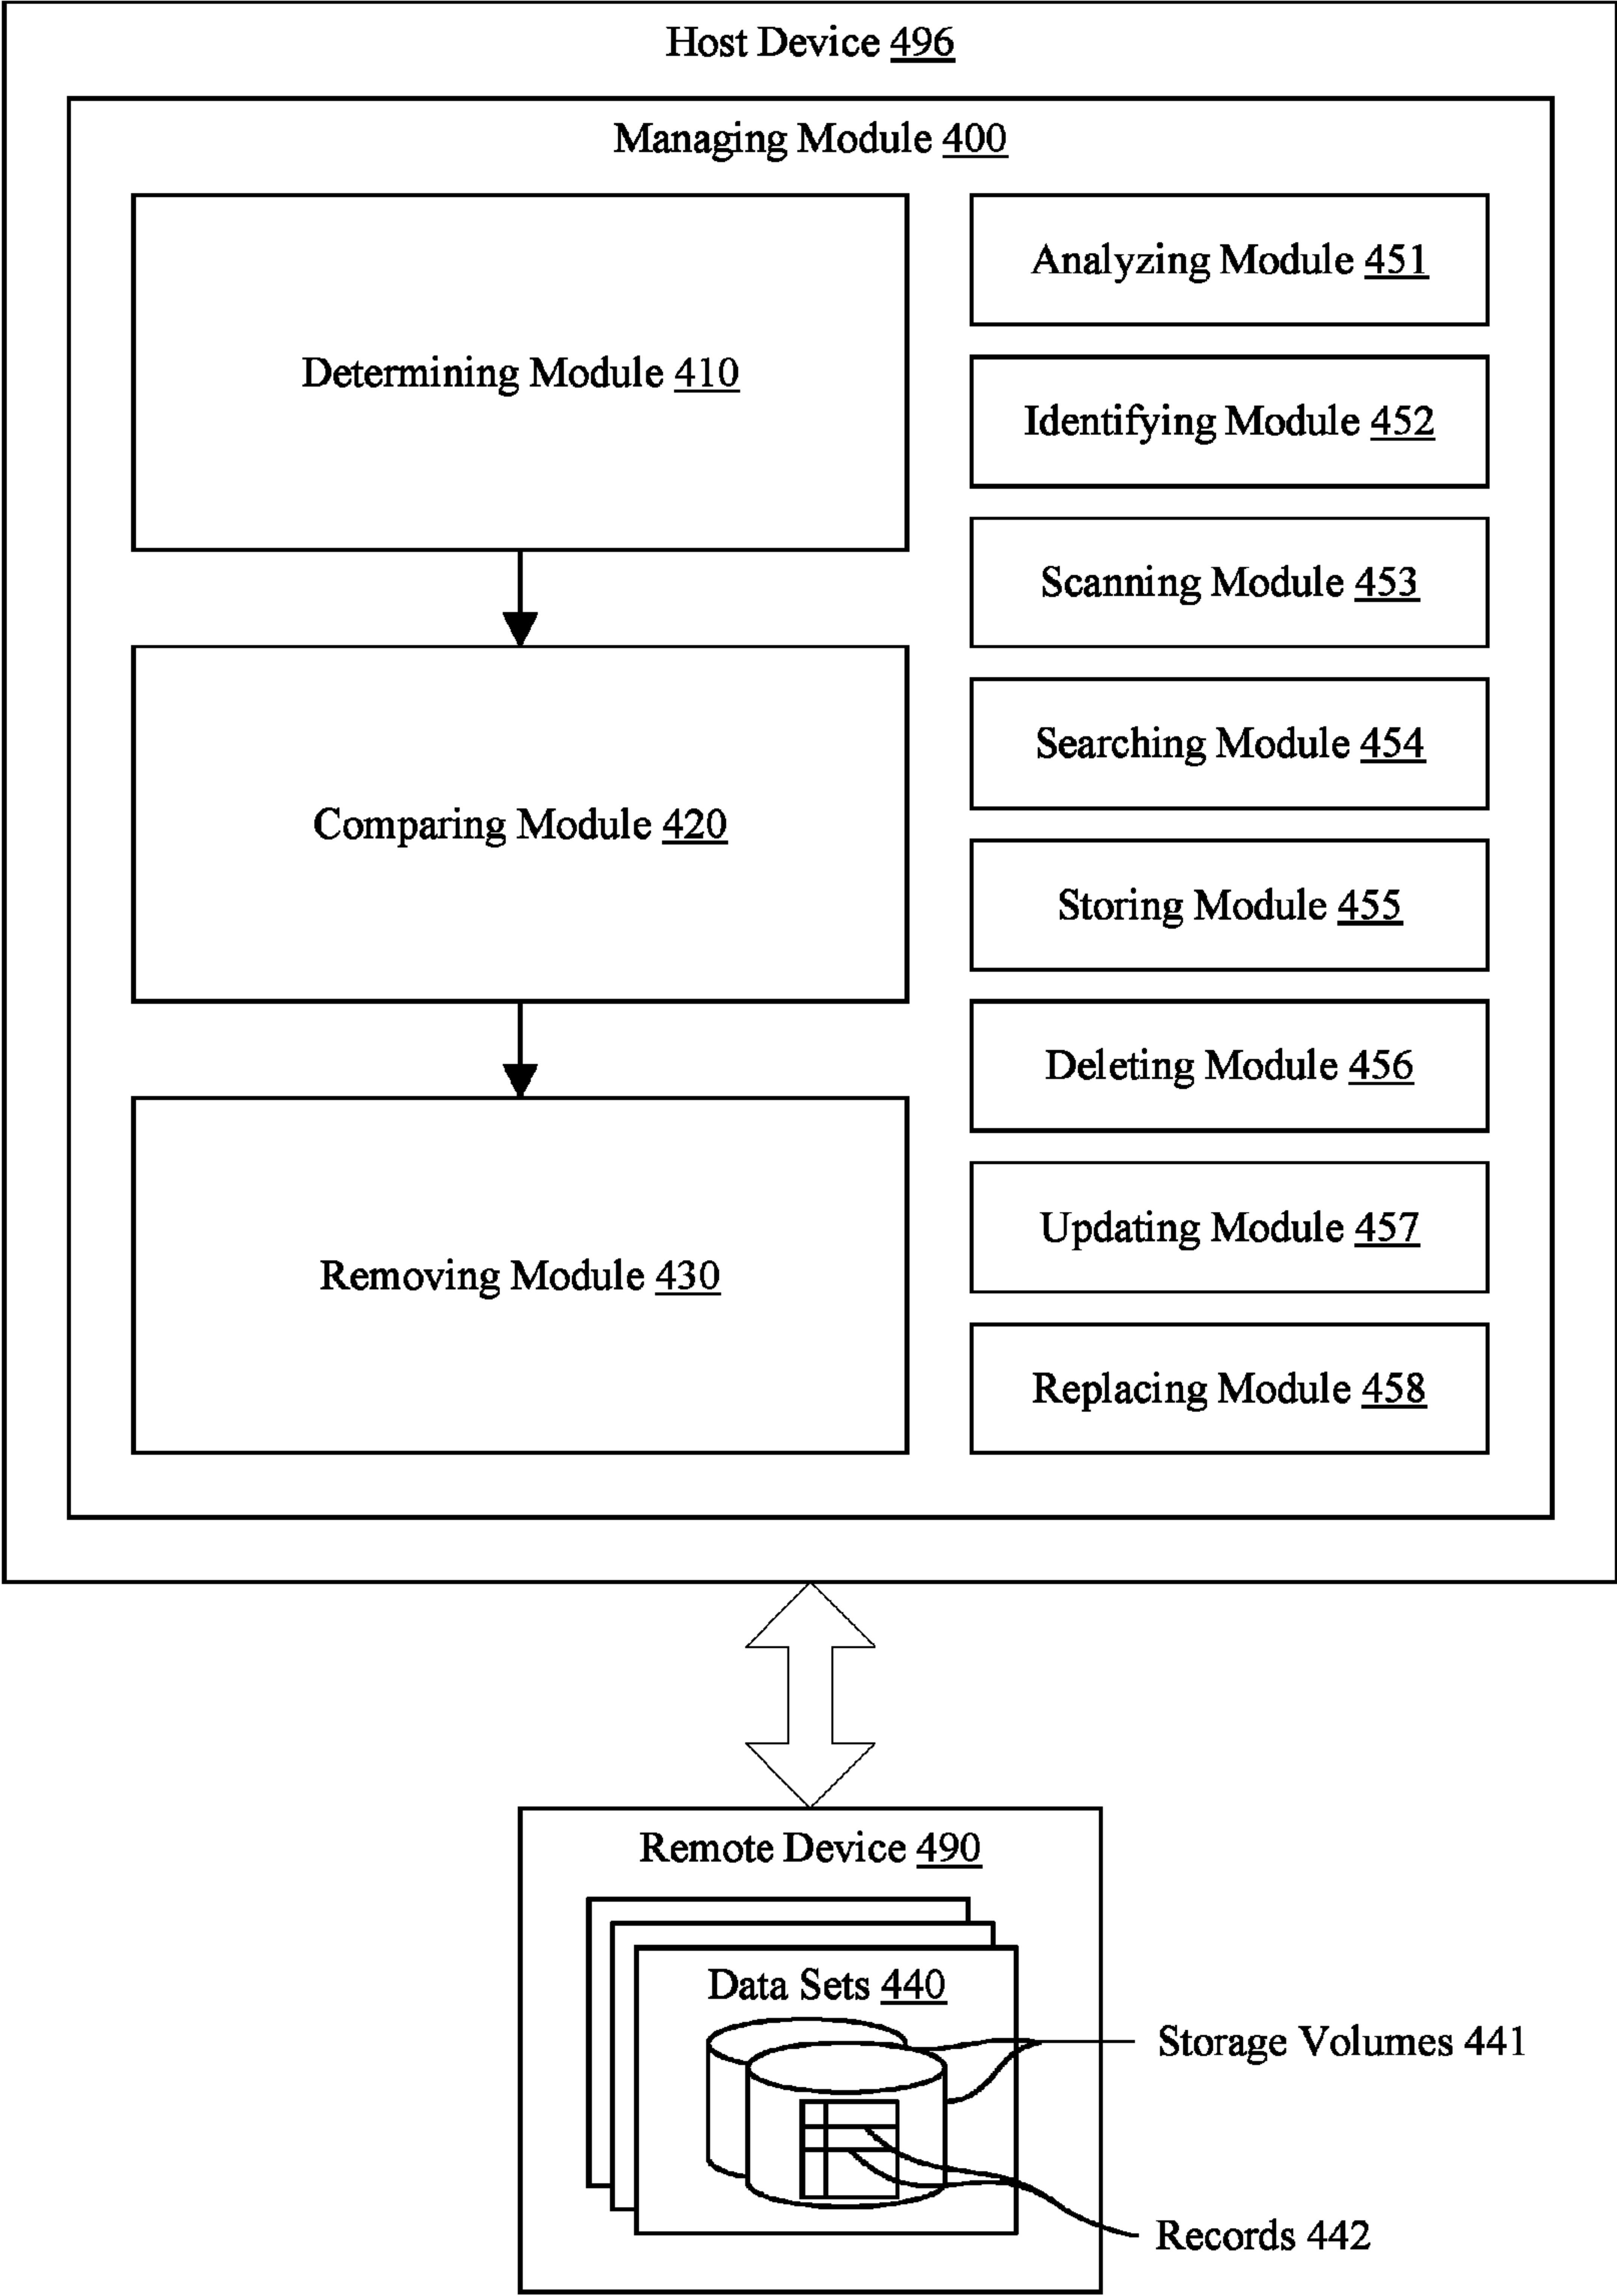 Host Device 496
Managing Module 400
Determining Module 410
Comparing Module 420
Removing Module 430
Analyzing Module 451
Identifying Module 452
Scanning Module 453
Searching Module 454
Storing Module 455
Deleting Module 456
Updating Module 457
Replacing Module 458
Remote Device 490
Data Sets 440
Storage Volumes 441
Records 442